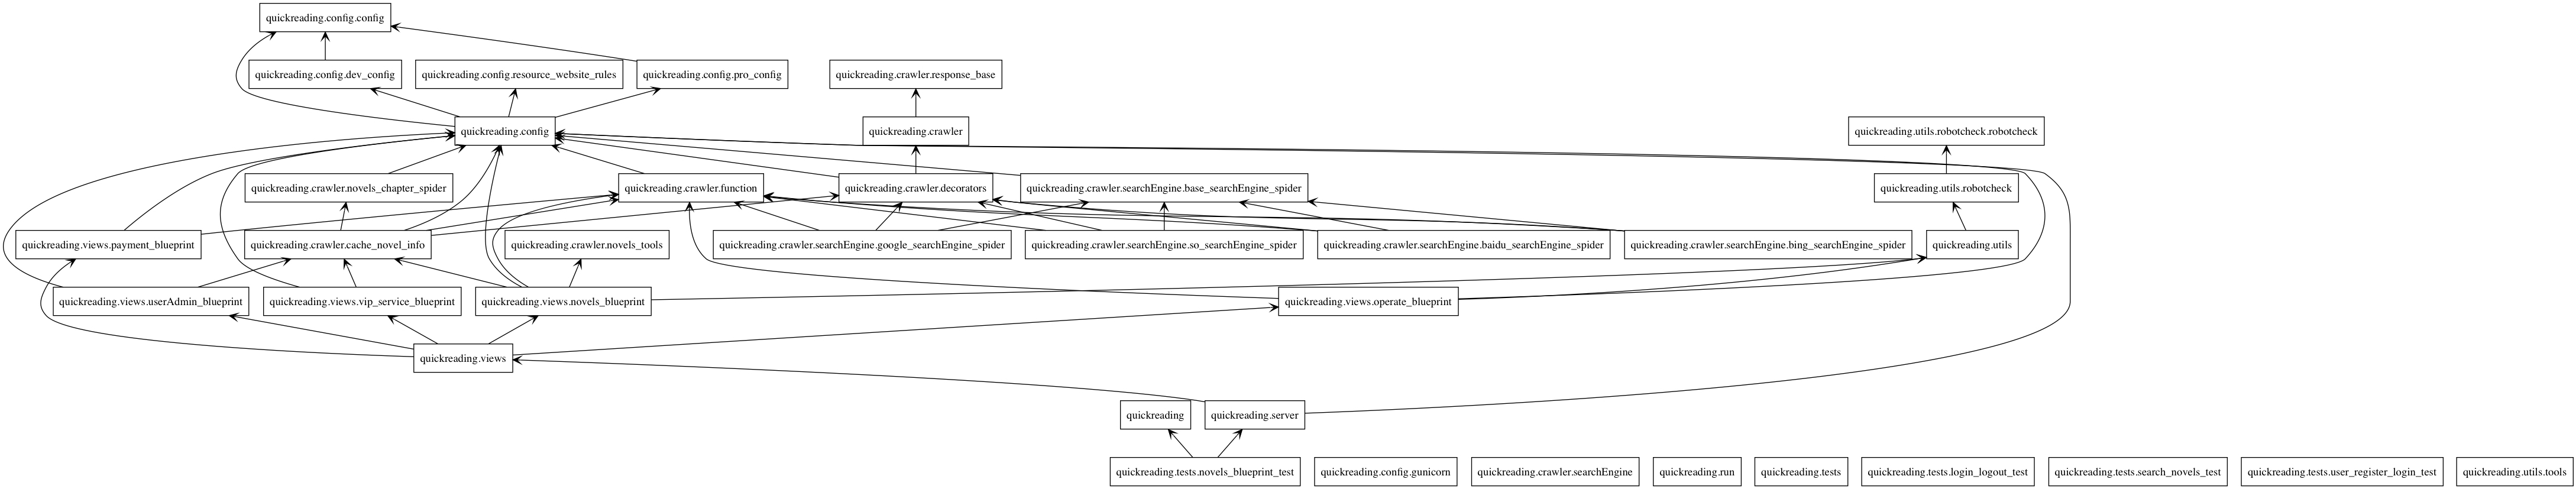 quickreading.config.config
quickreading.config.dev_config
quickreading.config.resource_website_rules
quickreading.config.pro_config
quickreading.crawler.response_base
quickreading.config
quickreading.crawler
quickreading.utils.robotcheck.robotcheck
quickreading.crawler.novels_chapter_spider
quickreading.crawler.function
quickreading.crawler.decorators
quickreading.crawler.searchEngine.base_searchEngine_spider
quickreading.utils.robotcheck
quickreading.views.payment_blueprint
quickreading.crawler.cache_novel_info
quickreading.crawler.novels_tools
quickreading.crawler.searchEngine.google_searchEngine_spider
quickreading.crawler.searchEngine.so_searchEngine_spider
quickreading.crawler.searchEngine.baidu_searchEngine_spider
quickreading.crawler.searchEngine.bing_searchEngine_spider
quickreading.utils
quickreading.views.userAdmin_blueprint
quickreading.views.vip_service_blueprint
quickreading.views.novels_blueprint
quickreading.views.operate_blueprint
quickreading.views
quickreading
quickreading.server
quickreading.tests.novels_blueprint_test
quickreading.config.gunicorn
quickreading.crawler.searchEngine
quickreading.run
quickreading.tests
quickreading.tests.login_logout_test
quickreading.tests.search_novels_test
quickreading.tests.user_register_login_test
quickreading.utils.tools